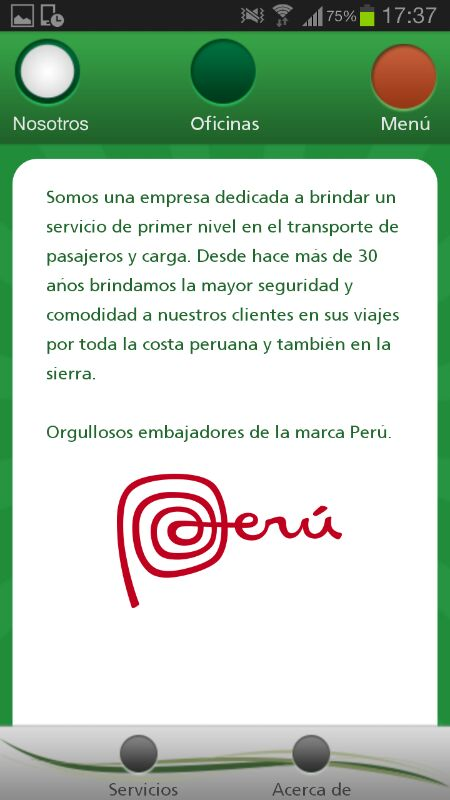 75% 17:37
Nosotros Oficinas Menú
Somos una empresa dedicada a brindar un
servicio de primer nivel en el transporte de
pasajeros y carga. Desde hace más de 30
años brindamos la mayor seguridad y
comodidad a nuestros clientes en sus viajes
por toda la costa peruana y también en la
sierra.
Orgullosos embajadores de la marca Perú.
Perú
Servicios Acerca de